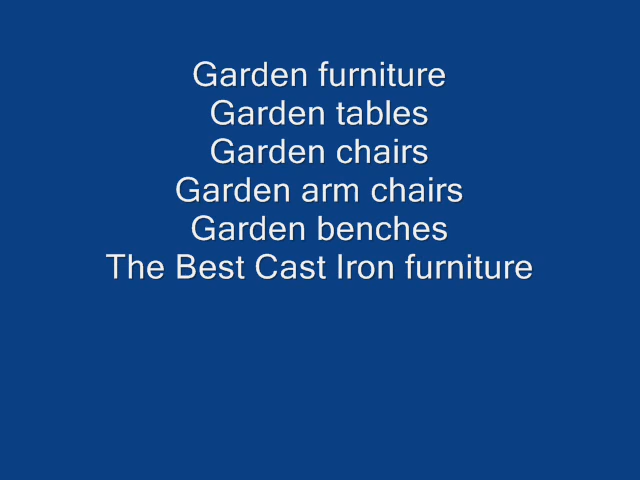 Garden furniture
Garden tables
Garden chairs
Garden arm chairs
Garden benches
The Best Cast Iron furniture